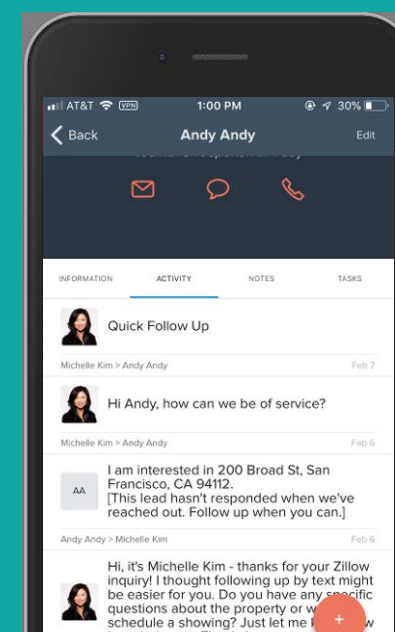 AT&T VPN 1:00 PM 30%
Back Andy Andy Edit
INFORMATION ACTIVITY NOTES TASKS
Quick Follow Up
Michelle Kim > Andy Andy Feb 7
Hi Andy, how can we be of service?
Michelle Kim > Andy Andy Feb 6
I am interested in 200 Broad St, San
Francisco, CA 94112.
AA
[This lead hasn't responded when we've
reached out. Follow up when you can.]
Andy Andy > Michelle Kim Feb 6
Hi, it's Michelle Kim - thanks for your Zillow
inquiry! I thought following up by text might
be easier for you. Do you have any specific
questions about the property or
schedule a showing? Just let me